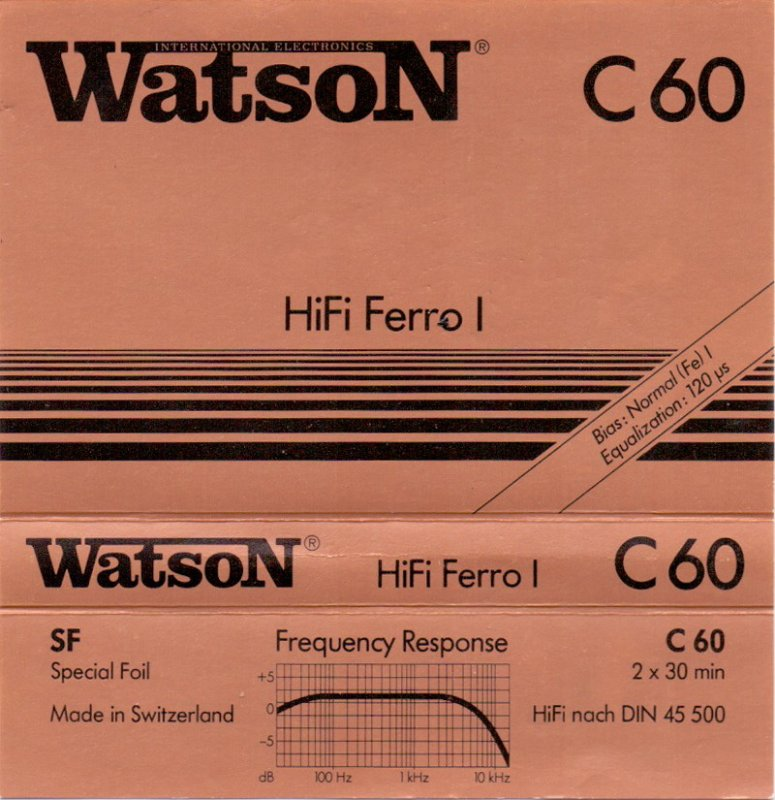 INTERNATIONAL ELECTRONICS
WatsoN®
C 60
HiFi Ferro I
Bias: Normal (Fe) I
Equalization: 120 µs
WatsoN®
HiFi Ferro I
C 60
SF
Special Foil
Made in Switzerland
Frequency Response
+5
0
-5
dB 100 Hz 1 kHz 10 kHz
C 60
2 x 30 min
HiFi nach DIN 45 500